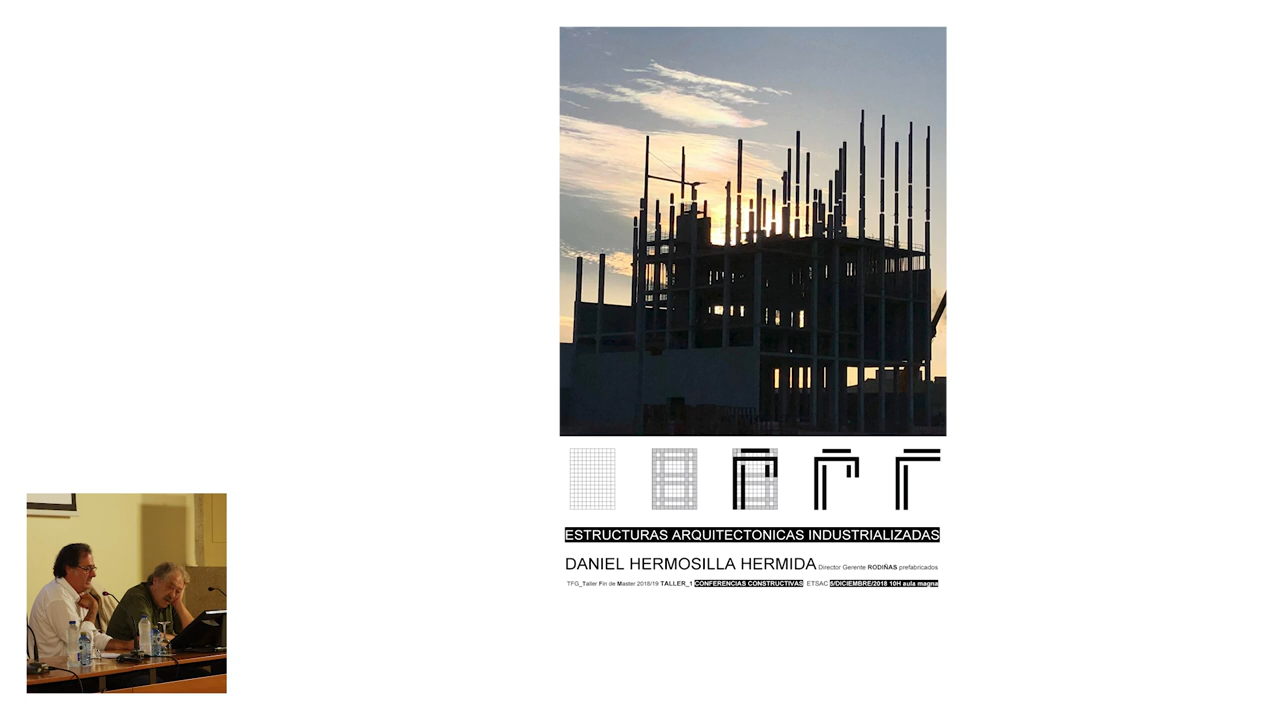 ESTRUCTURAS ARQUITECTONICAS INDUSTRIALIZADAS
DANIEL HERMOSILLA HERMIDA Director Gerente RODIÑAS prefabricados
TFG_Taller Fin de Master 2018/19 TALLER_1 CONFERENCIAS CONSTRUCTIVAS ETSAC 5/DICIEMBRE/2018 10H aula magna